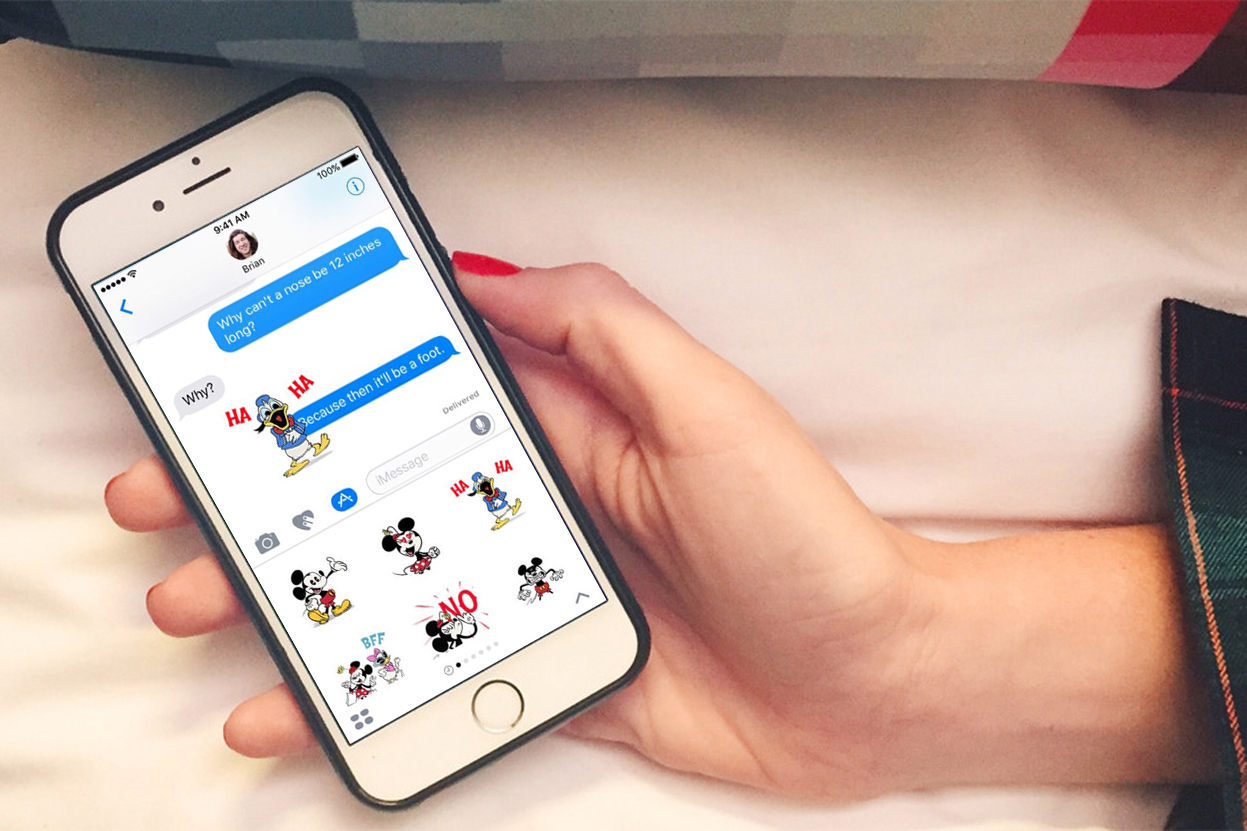 100%
9:41 AM
Brian
Why can't a nose be 12 inches
long?
Why?
HA HA
Because then it'll be a foot.
Delivered
iMessage
HA HA
NO
BFF